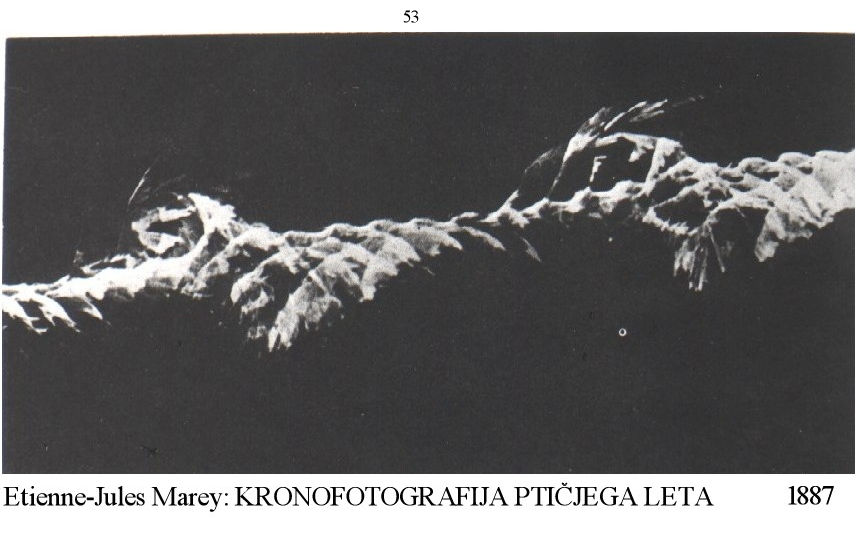 53
Etienne-Jules Marey: KRONOFOTOGRAFIJA PTIČJEGA LETA 1887